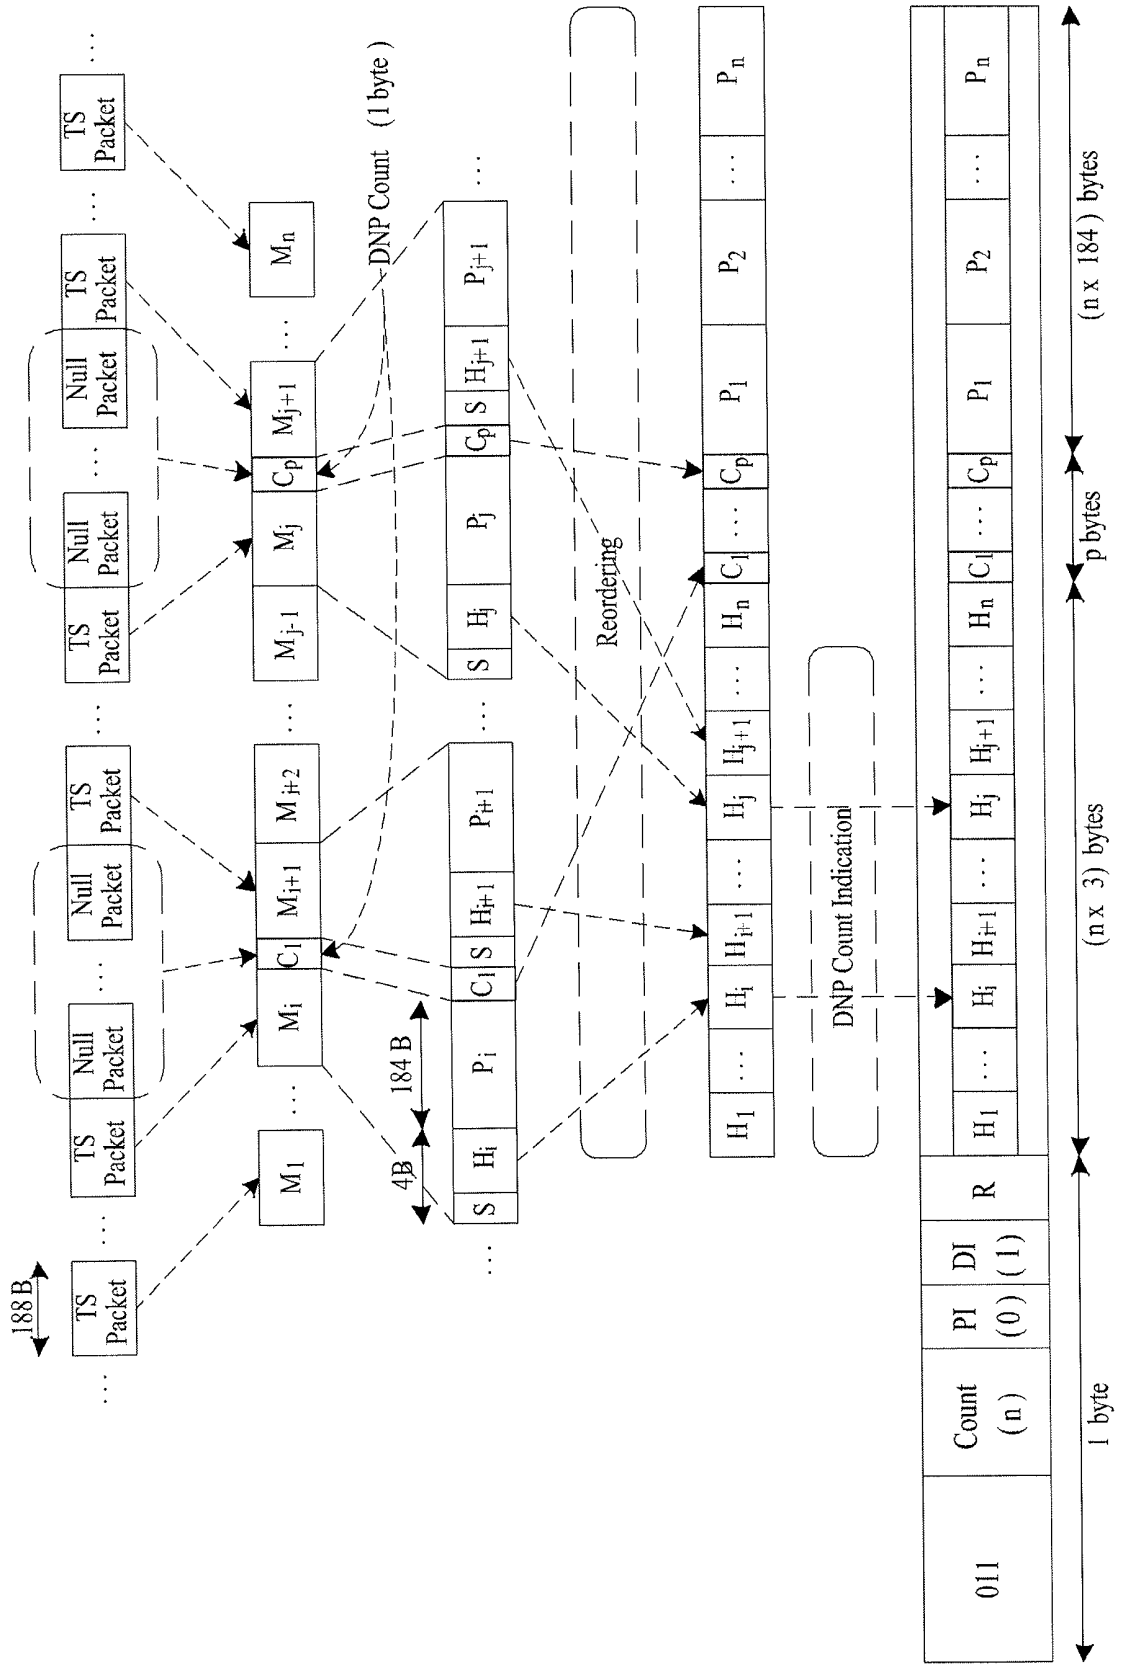 188B
... TS Packet ... TS Packet Null Packet ... Null Packet TS Packet ... TS Packet Null Packet ... Null Packet TS Packet ... TS Packet ...
M1 ... Mi C1 Mi+1 Mi+2 ... Mj-1 Mj Cp Mj+1 ... Mn
DNP Count (1 byte)
4B 184 B
... S Hi Pi C1 S Hi+1 Pi+1 ... S Hj Pj Cp S Hj+1 Pj+1 ...
Reordering
H1 ... Hi Hi+1 ... Hj Hj+1 ... Hn C1 ... Cp P1 P2 ... Pn
DNP Count Indication
011 Count (n) PI (0) DI (1) R H1 ... Hi Hi+1 ... Hj Hj+1 ... Hn C1 ... Cp P1 P2 ... Pn
1 byte (n x 3) bytes p bytes (n x 184) bytes